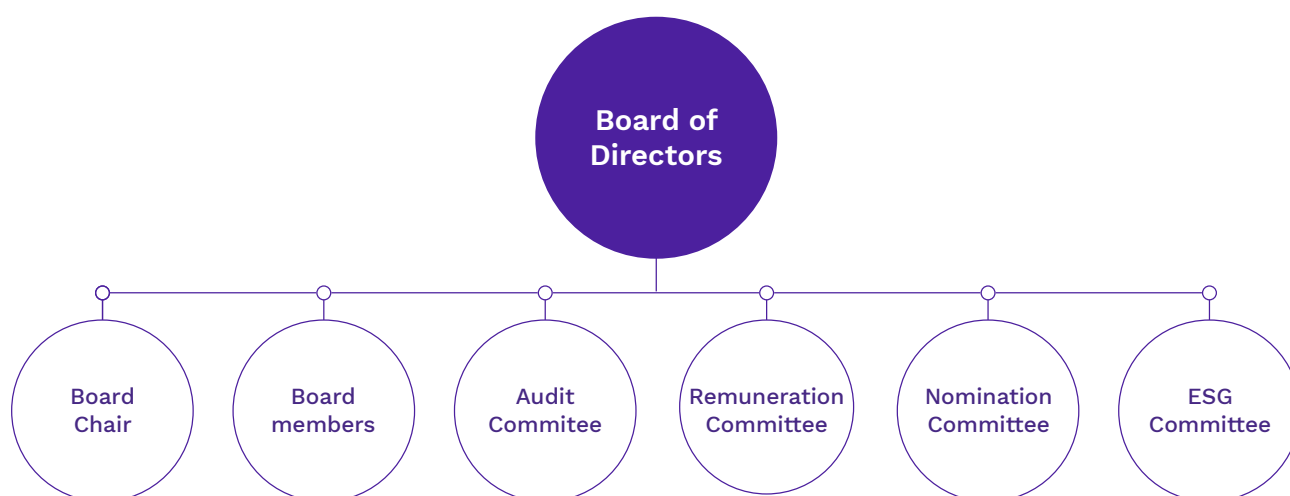 Board of
Directors
Board
Chair
Board
members
Audit
Commitee
Remuneration
Committee
Nomination
Committee
ESG
Committee